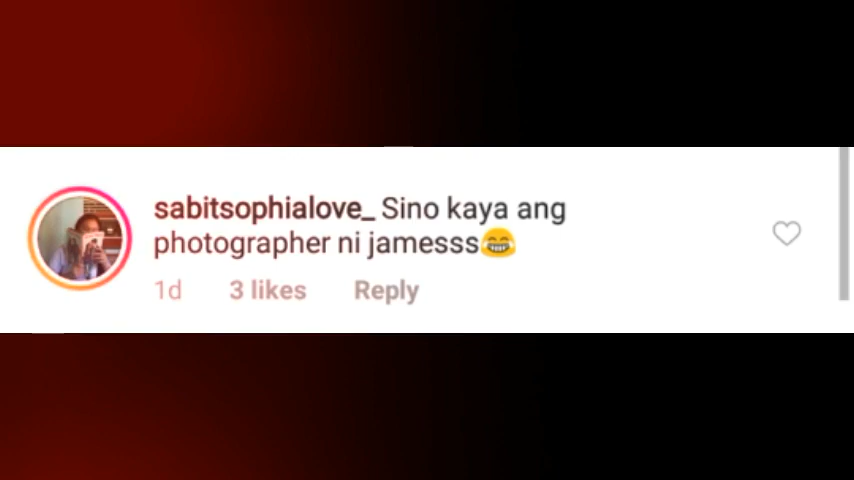 sabitsophialove_ Sino kaya ang
photographer ni jamesss😂
1d 3 likes Reply